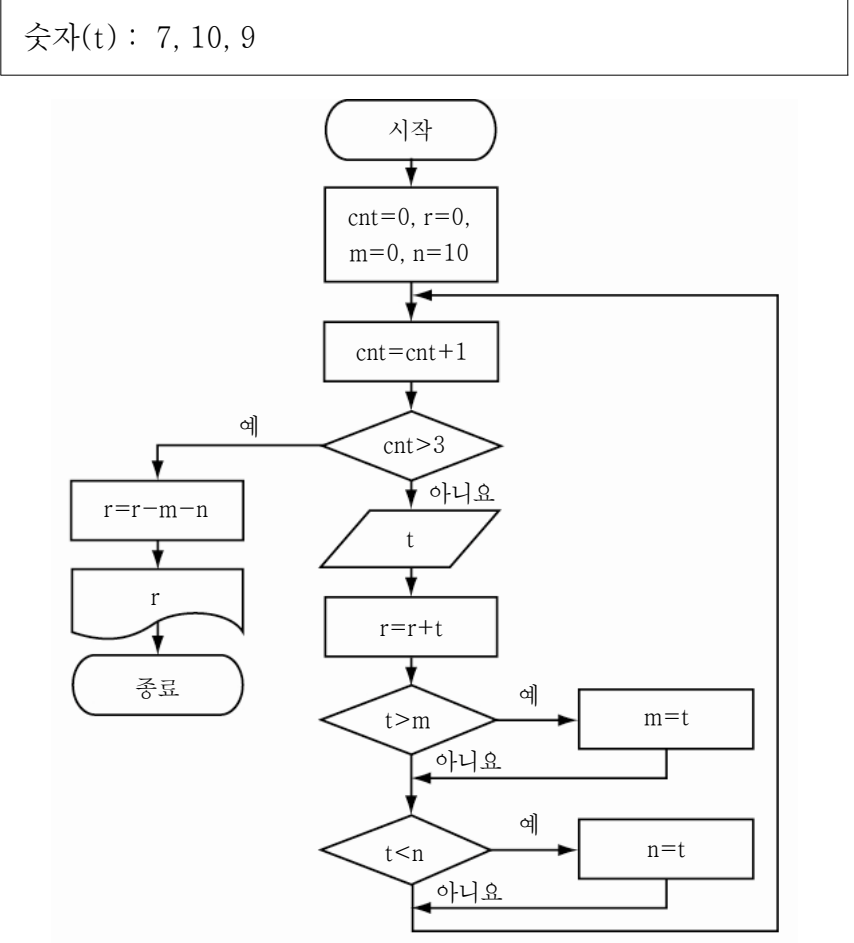 숫자(t) : 7, 10, 9
시작
cnt=0, r=0,
m=0, n=10
cnt=cnt+1
예
cnt>3
아니요
r=r-m-n
t
r
r=r+t
종료
예
t>m
m=t
아니요
예
t<n
n=t
아니요